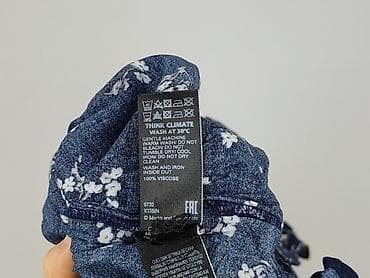 THINK CLIMATE
WASH AT 30°C
GENTLE MACHINE
WARM WASH/ DO NOT
BLEACH/ DO NOT
TUMBLE DRY/ COOL
IRON/ DO NOT DRY
CLEAN
WASH AND IRON
INSIDE OUT
100% VISCOSE
EAC